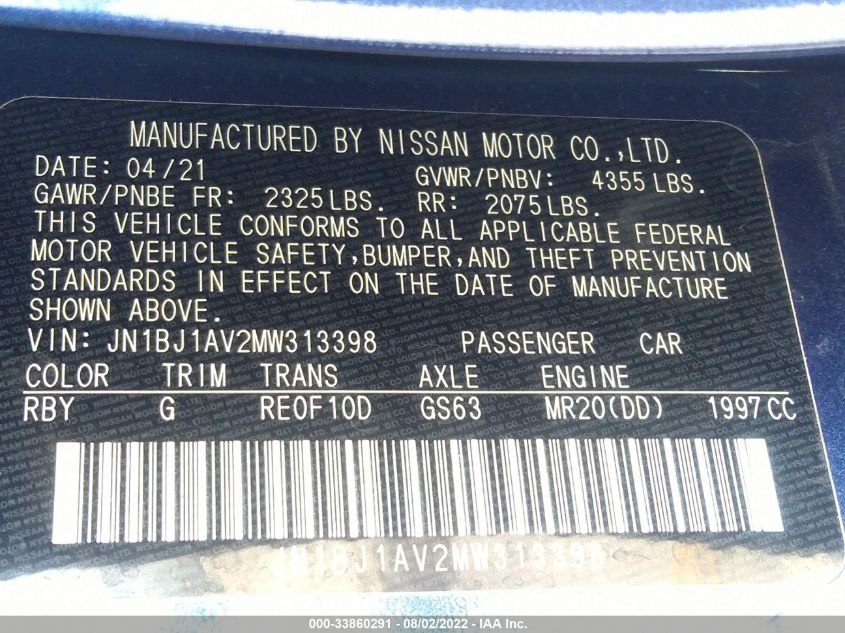 MANUFACTURED BY NISSAN MOTOR CO.,LTD.
DATE: 04/21 GVWR/PNBV: 4355 LBS.
GAWR/PNBE FR: 2325 LBS. RR: 2075 LBS.
THIS VEHICLE CONFORMS TO ALL APPLICABLE FEDERAL
MOTOR VEHICLE SAFETY,BUMPER,AND THEFT PREVENTION
STANDARDS IN EFFECT ON THE DATE OF MANUFACTURE
SHOWN ABOVE.
VIN: JN1BJ1AV2MW313398 PASSENGER CAR
COLOR TRIM TRANS AXLE ENGINE
RBY G RE0F10D GS63 MR20(DD) 1997 CC
JN1BJ1AV2MW313398
000-33860291 - 08/02/2022 - IAA Inc.